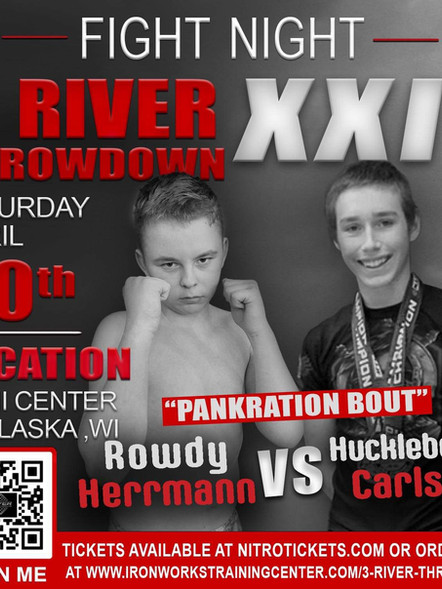 FIGHT NIGHT
RIVER
ROWDOWN
XXI
URDAY
IL
0th
CATION
I CENTER
LASKA ,WI
"PANKRATION BOUT"
Rowdy
Herrmann
VS
Huckleb
Carls
N ME
TICKETS AVAILABLE AT NITROTICKETS.COM OR ORD
AT WWW.IRONWORKSTRAININGCENTER.COM/3-RIVER-THR